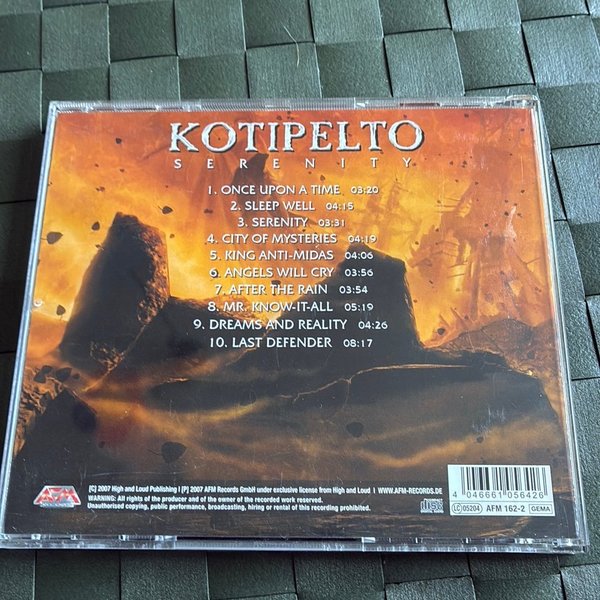 KOTIPELTO
SERENITY
1. ONCE UPON A TIME 03:20
2. SLEEP WELL 04:15
3. SERENITY 03:31
4. CITY OF MYSTERIES 04:19
5. KING ANTI-MIDAS 04:06
6. ANGELS WILL CRY 03:56
7. AFTER THE RAIN 03:54
8. MR. KNOW-IT-ALL 05:19
9. DREAMS AND REALITY 04:26
10. LAST DEFENDER 08:17
AFM
(C) 2007 High and Loud Publishing I (P) 2007 AFM Records GmbH under exclusive license from High and Loud I WWW.AFM-RECORDS.DE
WARNING: All rights of the producer and of the owner of the recorded work reserved.
Unauthorised copying, public performance, broadcasting, hiring or rental of this recording prohibited.
4 046661 056426
LC 05204 AFM 162-2 GEMA